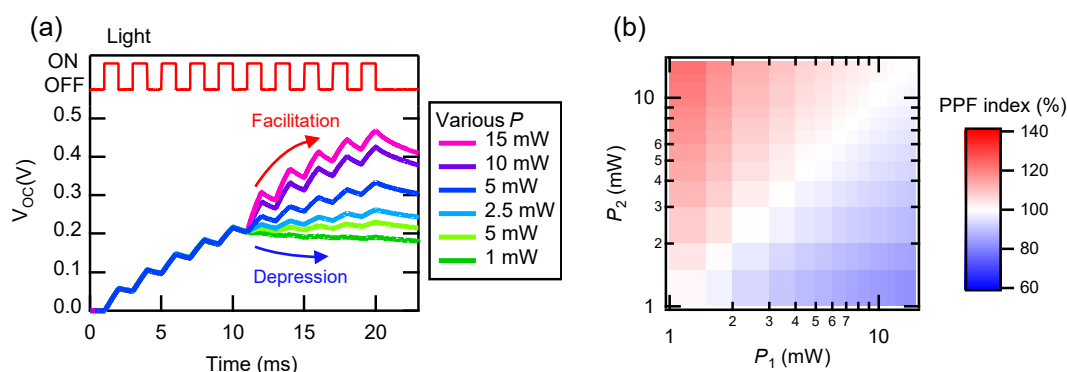 (a)
Light
ON
OFF
0.5
0.4
0.3
0.2
0.1
0.0
V_OC(V)
0
5
10
15
20
Time (ms)
Facilitation
Depression
Various P
15 mW
10 mW
5 mW
2.5 mW
5 mW
1 mW
(b)
10
6
5
4
3
2
1
P_2 (mW)
1
2
3
4
5
6
7
10
P_1 (mW)
PPF index (%)
140
120
100
80
60